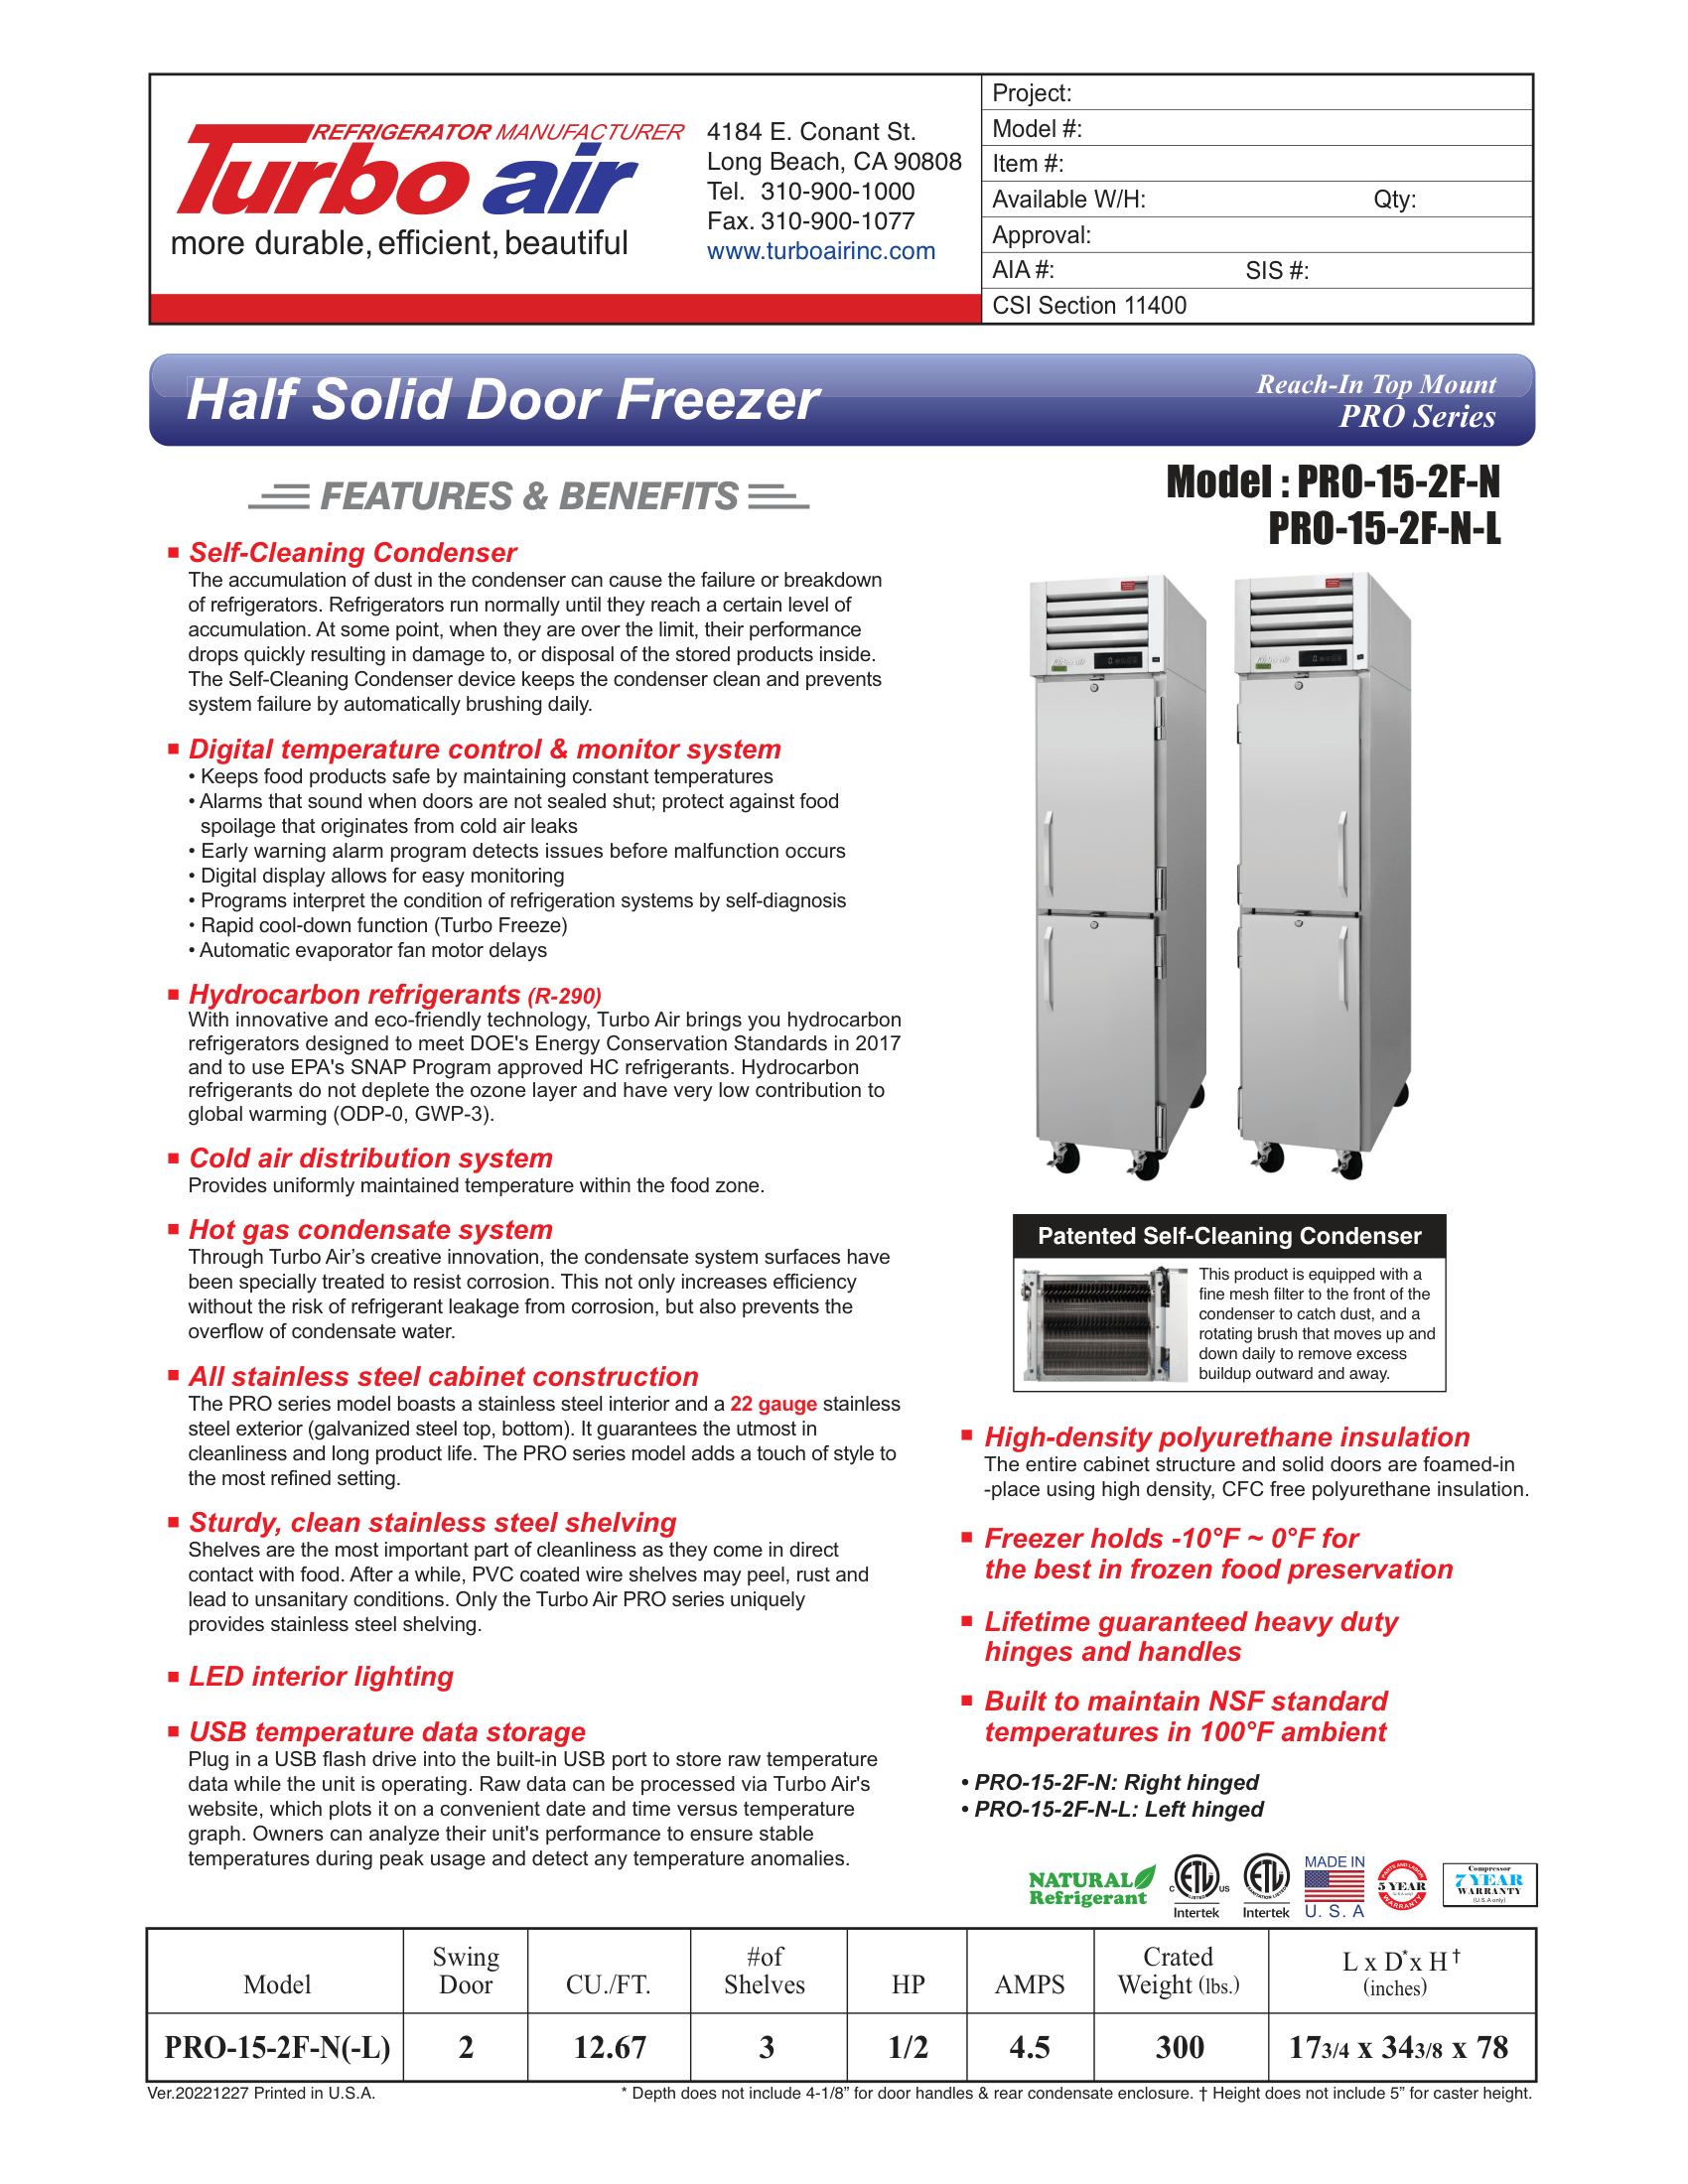 REFRIGERATOR MANUFACTURER
Turbo air
more durable, efficient, beautiful
4184 E. Conant St.
Long Beach, CA 90808
Tel. 310-900-1000
Fax. 310-900-1077
www.turboairinc.com
Project:
Model #:
Item #:
Available W/H: Qty:
Approval:
AIA #: SIS #:
CSI Section 11400
Half Solid Door Freezer
Reach-In Top Mount
PRO Series
FEATURES & BENEFITS
Model : PRO-15-2F-N
PRO-15-2F-N-L
Self-Cleaning Condenser
The accumulation of dust in the condenser can cause the failure or breakdown
of refrigerators. Refrigerators run normally until they reach a certain level of
accumulation. At some point, when they are over the limit, their performance
drops quickly resulting in damage to, or disposal of the stored products inside.
The Self-Cleaning Condenser device keeps the condenser clean and prevents
system failure by automatically brushing daily.
Digital temperature control & monitor system
• Keeps food products safe by maintaining constant temperatures
• Alarms that sound when doors are not sealed shut; protect against food
spoilage that originates from cold air leaks
• Early warning alarm program detects issues before malfunction occurs
• Digital display allows for easy monitoring
• Programs interpret the condition of refrigeration systems by self-diagnosis
• Rapid cool-down function (Turbo Freeze)
• Automatic evaporator fan motor delays
Hydrocarbon refrigerants (R-290)
With innovative and eco-friendly technology, Turbo Air brings you hydrocarbon
refrigerators designed to meet DOE's Energy Conservation Standards in 2017
and to use EPA's SNAP Program approved HC refrigerants. Hydrocarbon
refrigerants do not deplete the ozone layer and have very low contribution to
global warming (ODP-0, GWP-3).
Cold air distribution system
Provides uniformly maintained temperature within the food zone.
Hot gas condensate system
Through Turbo Air’s creative innovation, the condensate system surfaces have
been specially treated to resist corrosion. This not only increases efficiency
without the risk of refrigerant leakage from corrosion, but also prevents the
overflow of condensate water.
All stainless steel cabinet construction
The PRO series model boasts a stainless steel interior and a 22 gauge stainless
steel exterior (galvanized steel top, bottom). It guarantees the utmost in
cleanliness and long product life. The PRO series model adds a touch of style to
the most refined setting.
Sturdy, clean stainless steel shelving
Shelves are the most important part of cleanliness as they come in direct
contact with food. After a while, PVC coated wire shelves may peel, rust and
lead to unsanitary conditions. Only the Turbo Air PRO series uniquely
provides stainless steel shelving.
LED interior lighting
USB temperature data storage
Plug in a USB flash drive into the built-in USB port to store raw temperature
data while the unit is operating. Raw data can be processed via Turbo Air's
website, which plots it on a convenient date and time versus temperature
graph. Owners can analyze their unit's performance to ensure stable
temperatures during peak usage and detect any temperature anomalies.
Turbo air
Turbo air
Patented Self-Cleaning Condenser
This product is equipped with a
fine mesh filter to the front of the
condenser to catch dust, and a
rotating brush that moves up and
down daily to remove excess
buildup outward and away.
High-density polyurethane insulation
The entire cabinet structure and solid doors are foamed-in
-place using high density, CFC free polyurethane insulation.
Freezer holds -10°F ~ 0°F for
the best in frozen food preservation
Lifetime guaranteed heavy duty
hinges and handles
Built to maintain NSF standard
temperatures in 100°F ambient
• PRO-15-2F-N: Right hinged
• PRO-15-2F-N-L: Left hinged
NATURAL
Refrigerant
C ETL US
LISTED
Intertek
ETL
SANITATION LISTED
Intertek
MADE IN
U. S. A
PARTS AND LABOR
5 YEAR
(U.S.A only)
WARRANTY
Compressor
7 YEAR
WARRANTY
(U.S.A only)
Model
Swing
Door
CU./FT.
#of
Shelves
HP
AMPS
Crated
Weight (lbs.)
L x D* x H†
(inches)
PRO-15-2F-N(-L) 2 12.67 3 1/2 4.5 300 17 3/4 x 34 3/8 x 78
Ver.20221227 Printed in U.S.A.
* Depth does not include 4-1/8” for door handles & rear condensate enclosure. † Height does not include 5” for caster height.